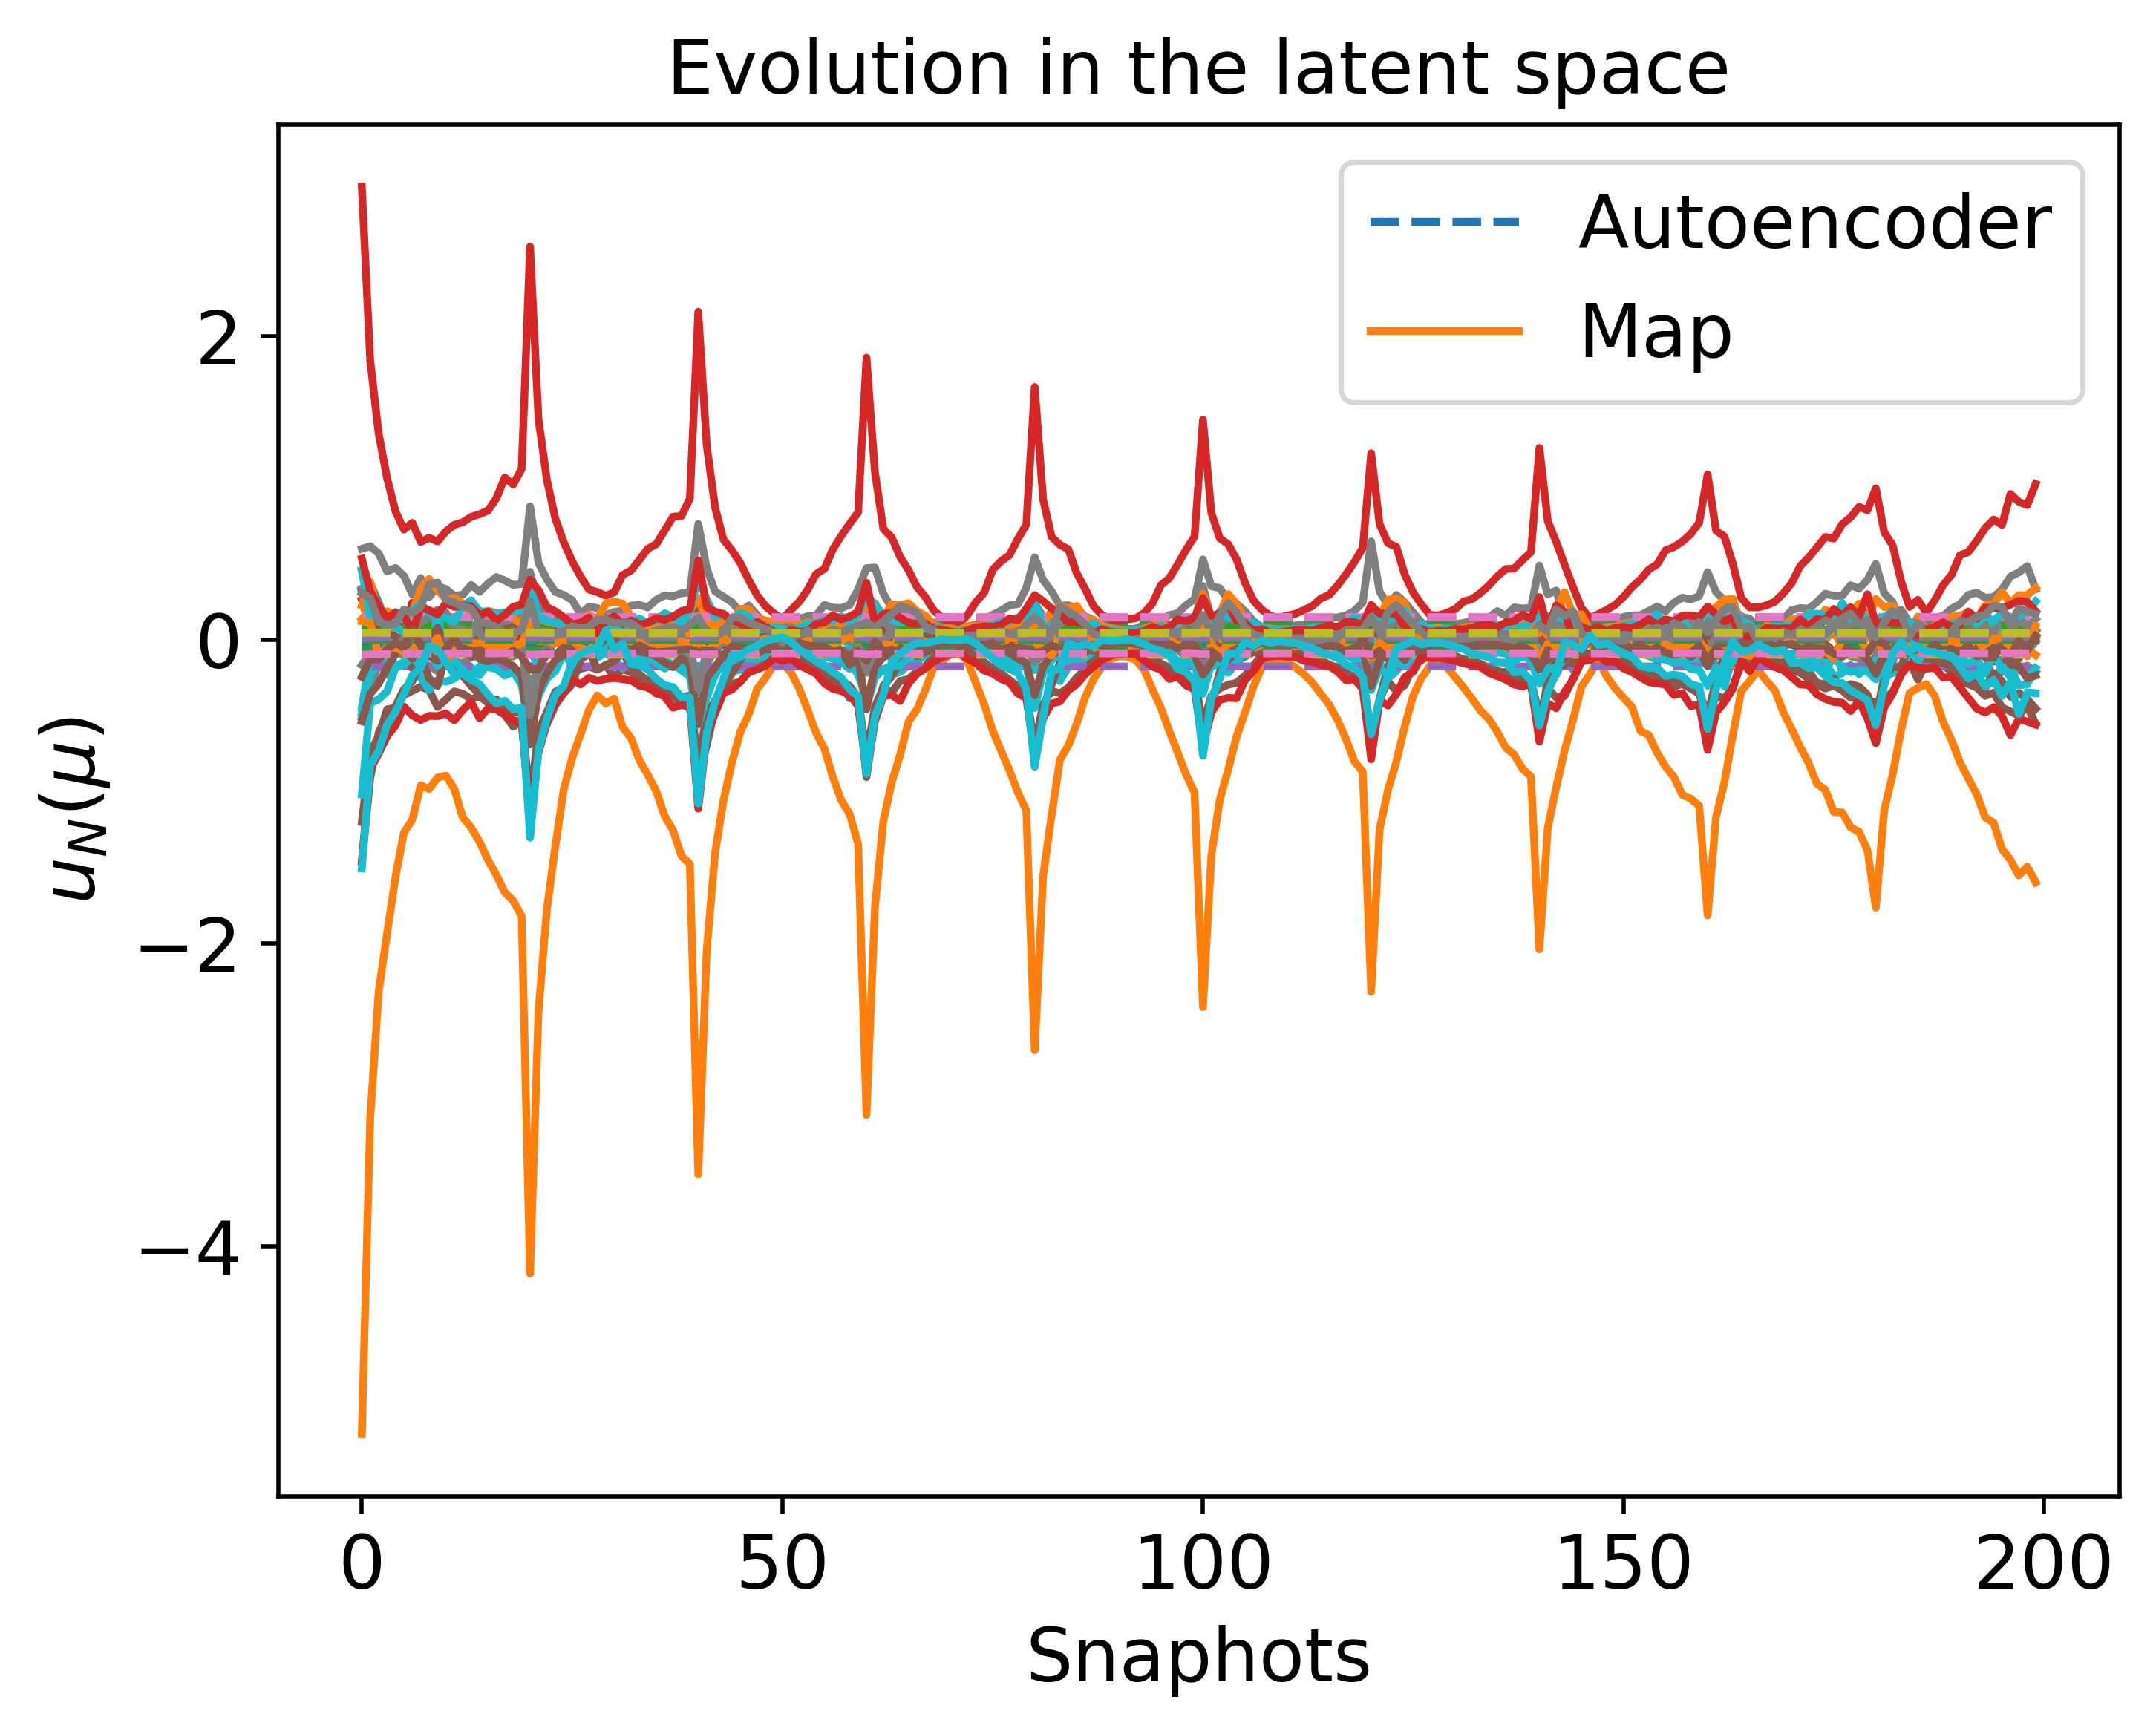 Evolution in the latent space
Autoencoder
Map
2
0
−2
−4
u_N(μ)
0 50 100 150 200
Snaphots